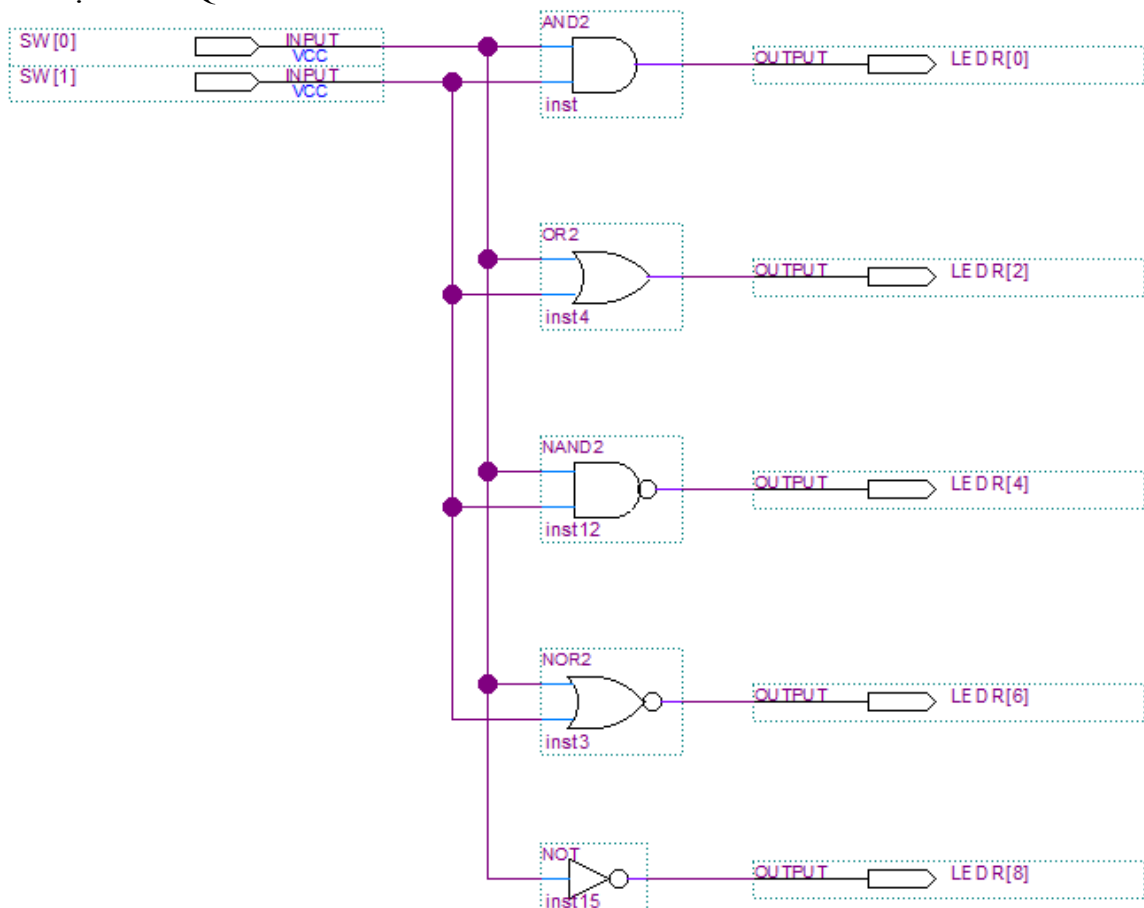 SW[0] INPUT VCC
SW[1] INPUT VCC
AND2
inst
OUTPUT LEDR[0]
OR2
inst4
OUTPUT LEDR[2]
NAND2
inst12
OUTPUT LEDR[4]
NOR2
inst3
OUTPUT LEDR[6]
NOT
inst15
OUTPUT LEDR[8]